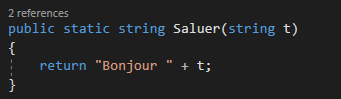 2 references
public static string Saluer(string t)
{
return "Bonjour " + t;
}